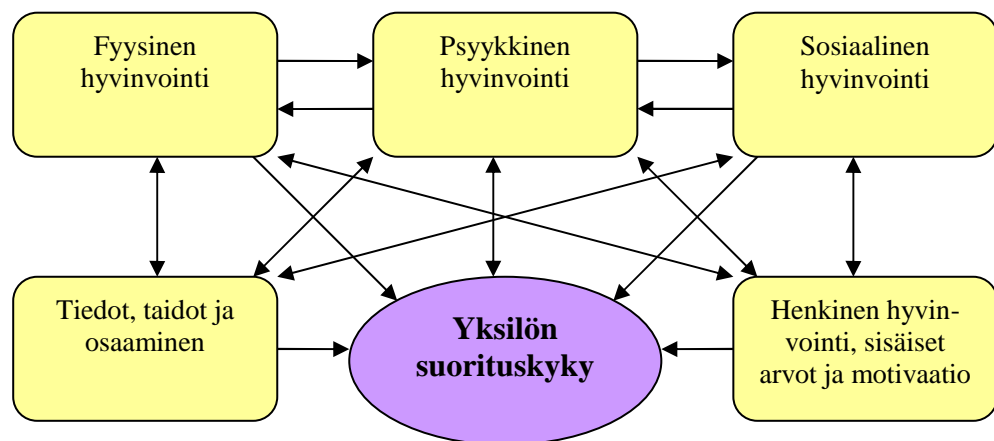 Fyysinen
hyvinvointi
Psyykkinen
hyvinvointi
Sosiaalinen
hyvinvointi
Tiedot, taidot ja
osaaminen
Yksilön
suorituskyky
Henkinen hyvin-
vointi, sisäiset
arvot ja motivaatio